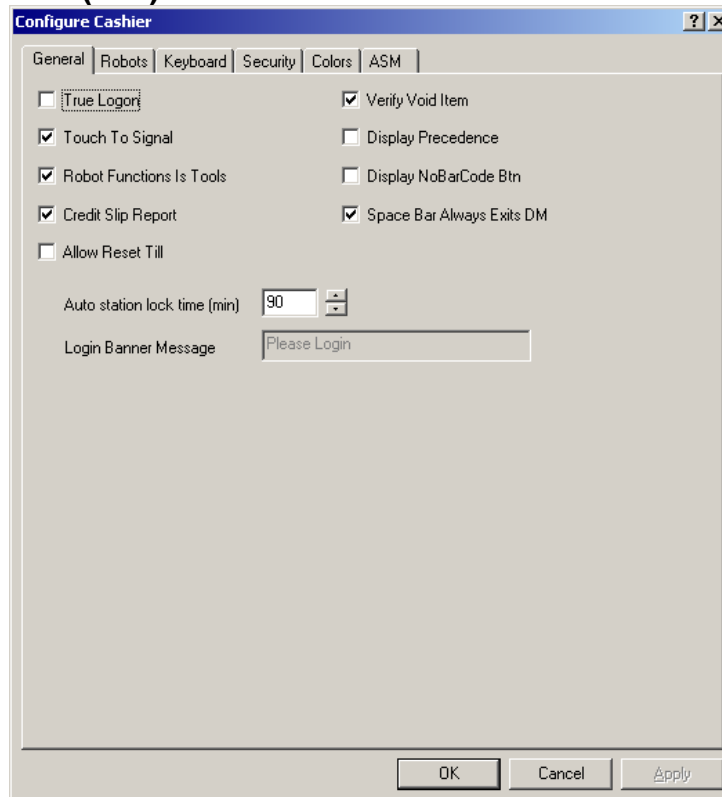 Configure Cashier
General Robots Keyboard Security Colors ASM
True Logon Verify Void Item
Touch To Signal Display Precedence
Robot Functions Is Tools Display NoBarCode Btn
Credit Slip Report Space Bar Always Exits DM
Allow Reset Till
Auto station lock time (min) 90
Login Banner Message Please Login
OK Cancel Apply